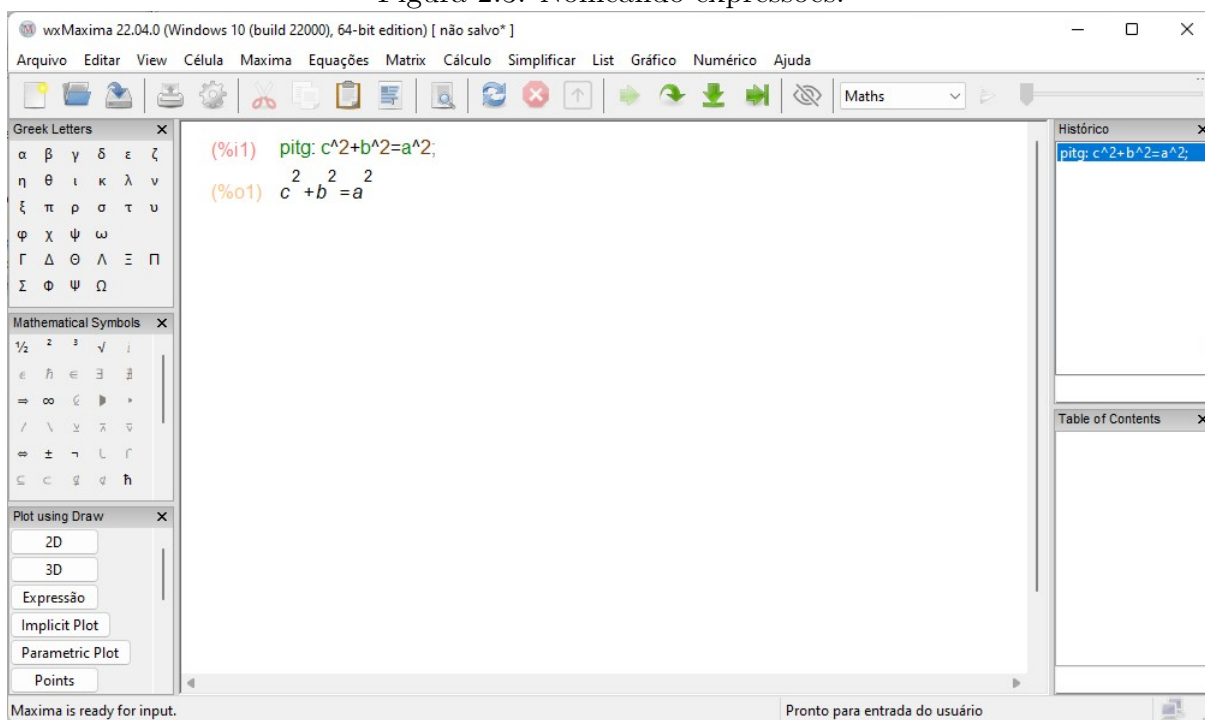 Figura 2.3: Nomeando expressões.
wxMaxima 22.04.0 (Windows 10 (build 22000), 64-bit edition) [ não salvo* ]
Arquivo Editar View Célula Maxima Equações Matrix Cálculo Simplificar List Gráfico Numérico Ajuda
Maths
Greek Letters
α β γ δ ε ζ
η θ ι κ λ ν
ξ π ρ σ τ υ
φ χ ψ ω
Γ Δ Θ Λ Ξ Π
Σ Φ Ψ Ω
Mathematical Symbols
½ ² ³ √ i
ℏ ∈ ∃ ∄
⇒ ∞
/ \
⇔ ± ¬
⊆ ⊂ ħ
Plot using Draw
2D
3D
Expressão
Implicit Plot
Parametric Plot
Points
(%i1) pitg: c^2+b^2=a^2;
(%o1) c²+b²=a²
Histórico
pitg: c^2+b^2=a^2;
Table of Contents
Maxima is ready for input.
Pronto para entrada do usuário